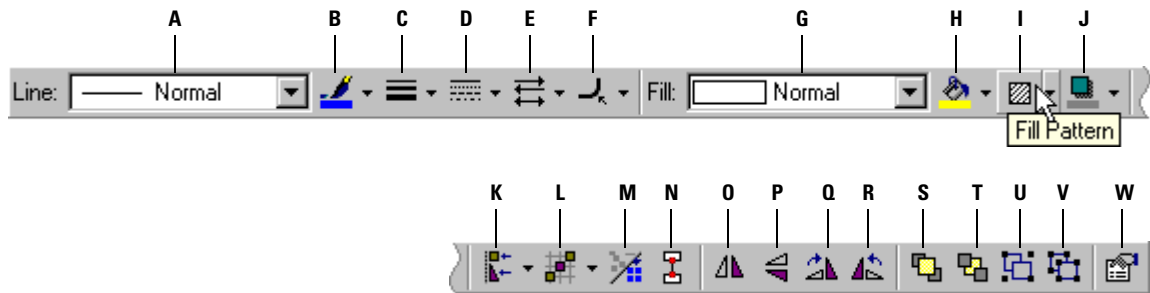 A B C D E F G H I J
Line: Normal Fill: Normal
Fill Pattern
K L M N O P Q R S T U V W